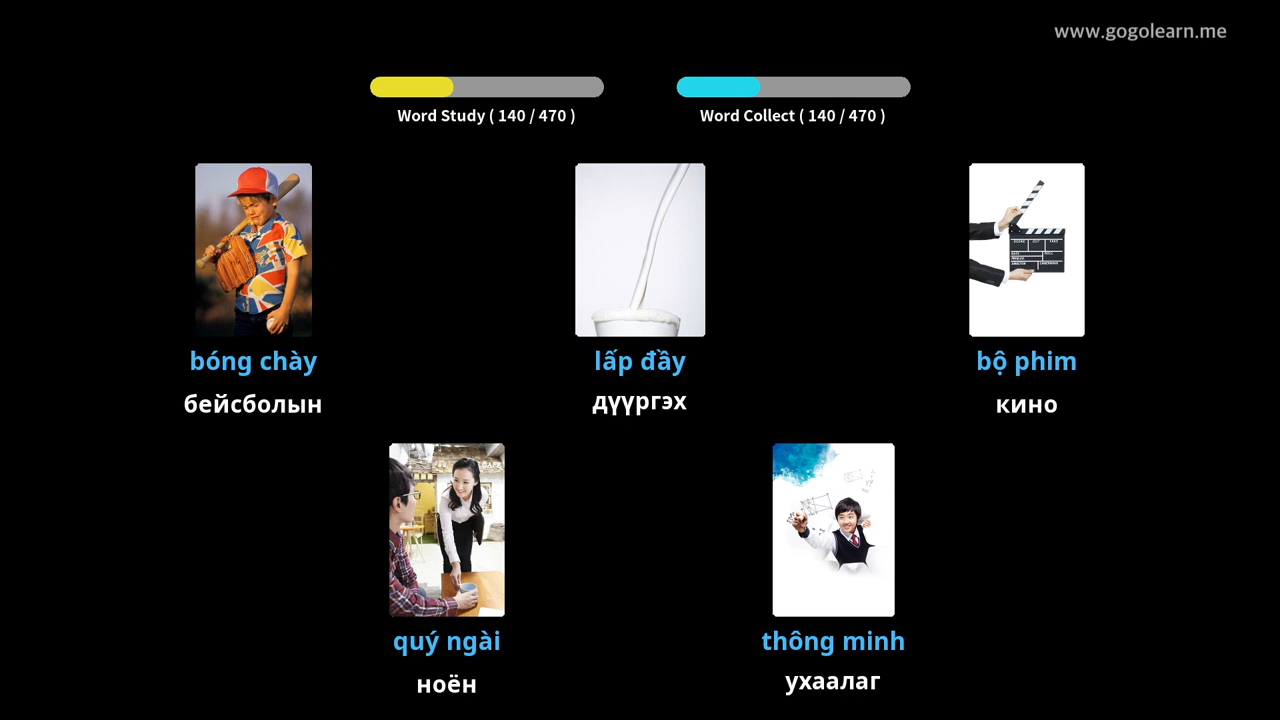 www.gogolearn.me
Word Study ( 140 / 470 )
Word Collect ( 140 / 470 )
bóng chày
бейсболын
lấp đầy
дүүргэх
bộ phim
кино
quý ngài
ноён
thông minh
ухаалаг